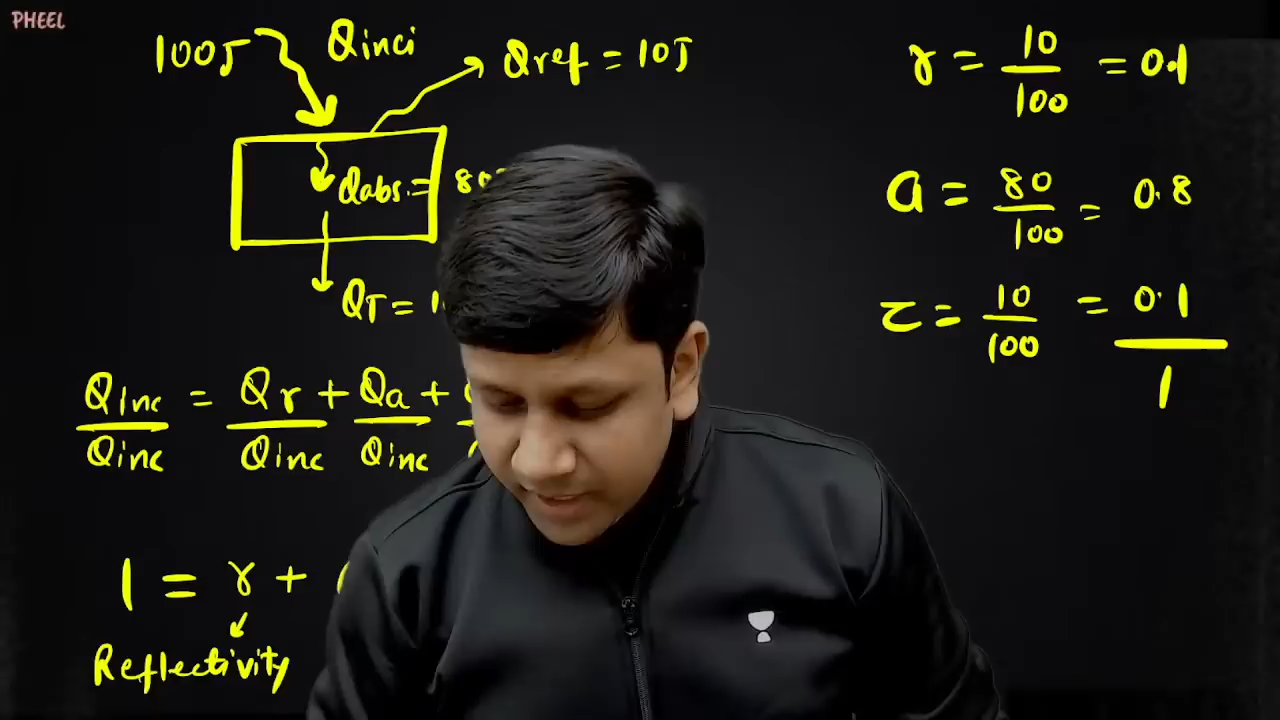 PHEEL
100J Qinci
Qref = 10J
Qabs. =
QT =
QInc / Qinc = Qr / Qinc + Qa / Qinc +
1 = r +
Reflectivity
r = 10 / 100 = 0.1
a = 80 / 100 = 0.8
τ = 10 / 100 = 0.1
1